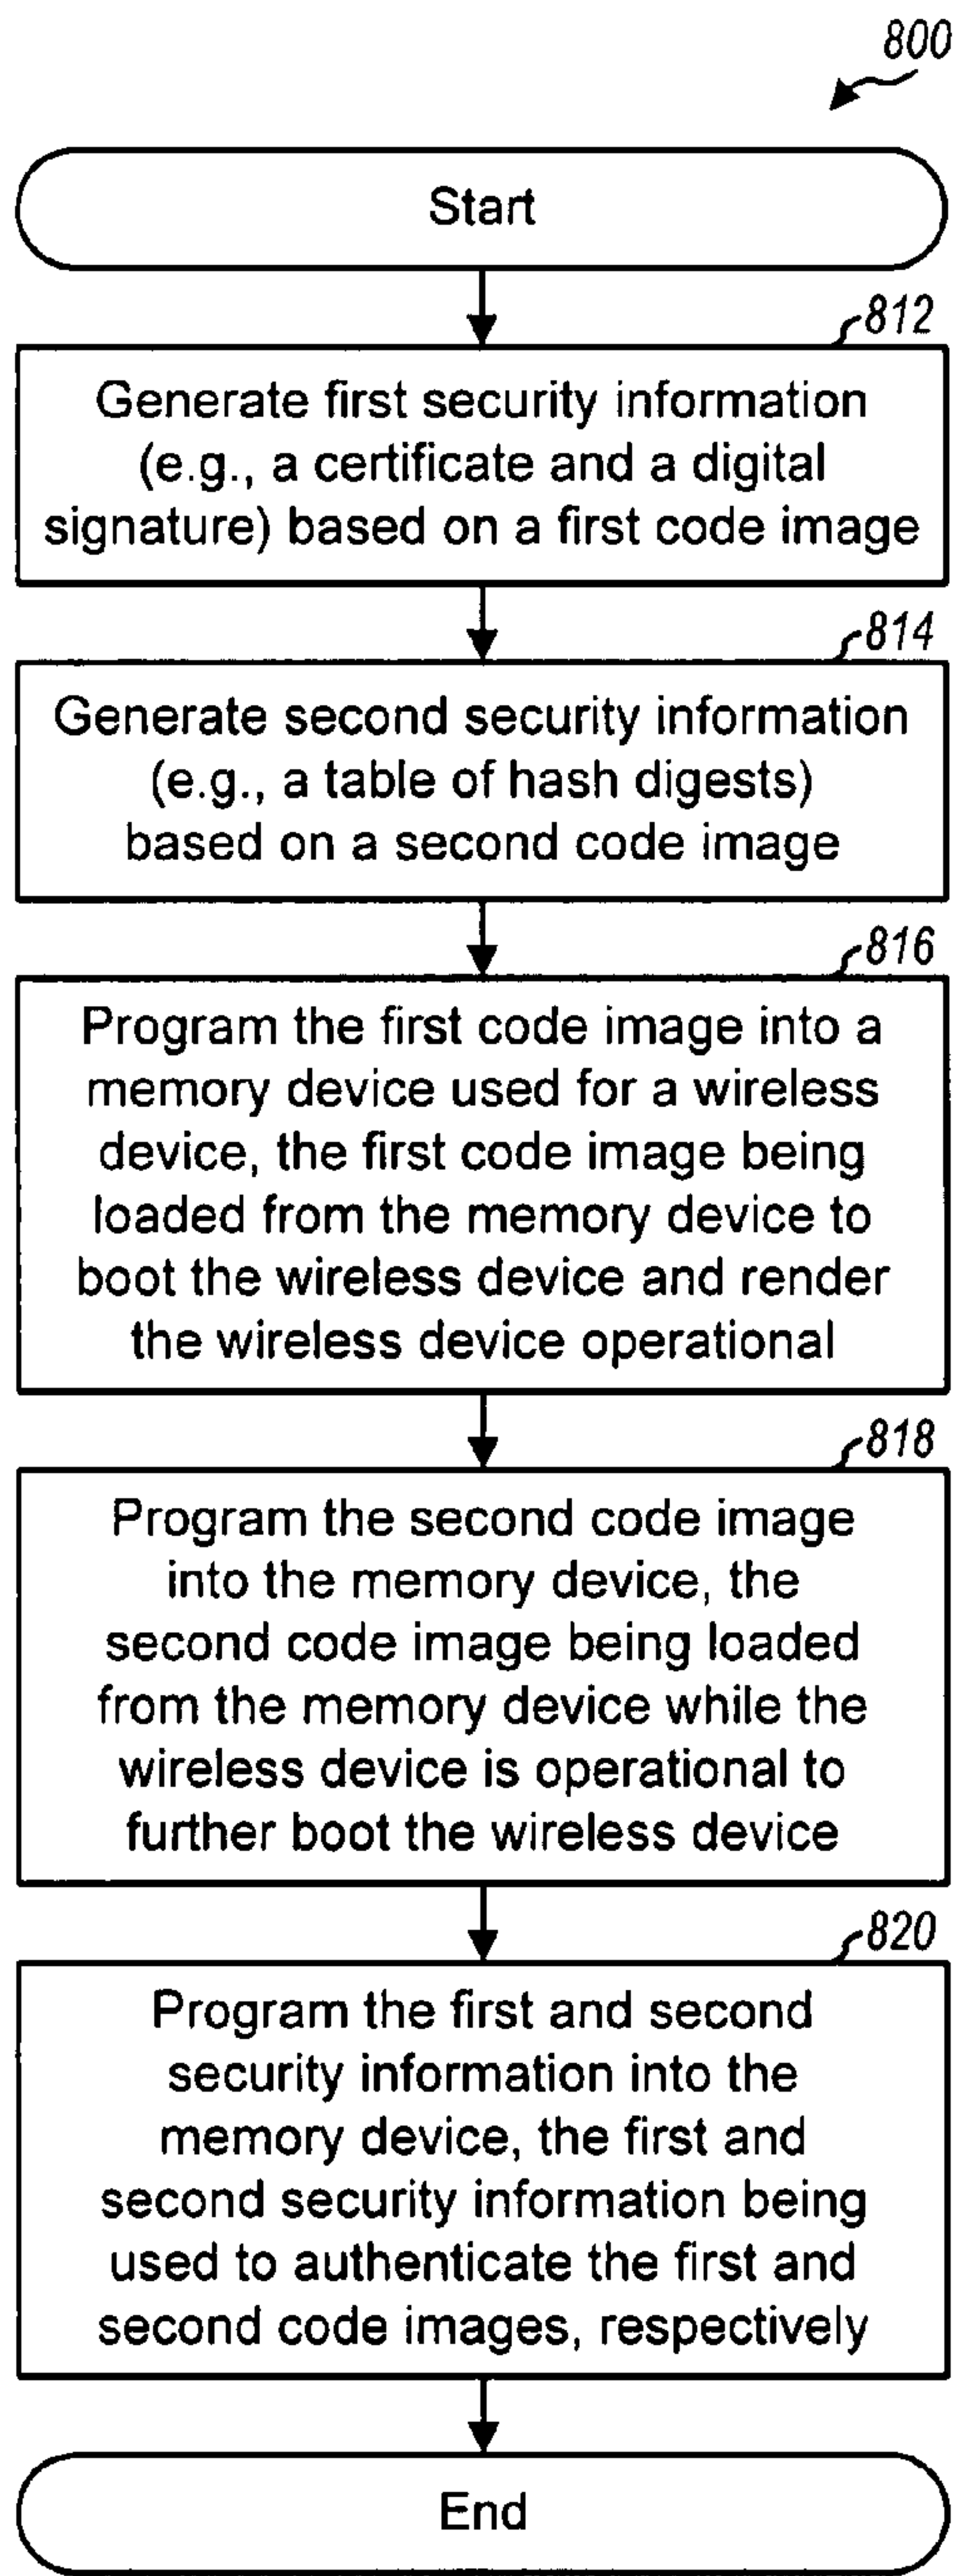 800
Start
812
Generate first security information
(e.g., a certificate and a digital
signature) based on a first code image
814
Generate second security information
(e.g., a table of hash digests)
based on a second code image
816
Program the first code image into a
memory device used for a wireless
device, the first code image being
loaded from the memory device to
boot the wireless device and render
the wireless device operational
818
Program the second code image
into the memory device, the
second code image being loaded
from the memory device while the
wireless device is operational to
further boot the wireless device
820
Program the first and second
security information into the
memory device, the first and
second security information being
used to authenticate the first and
second code images, respectively
End